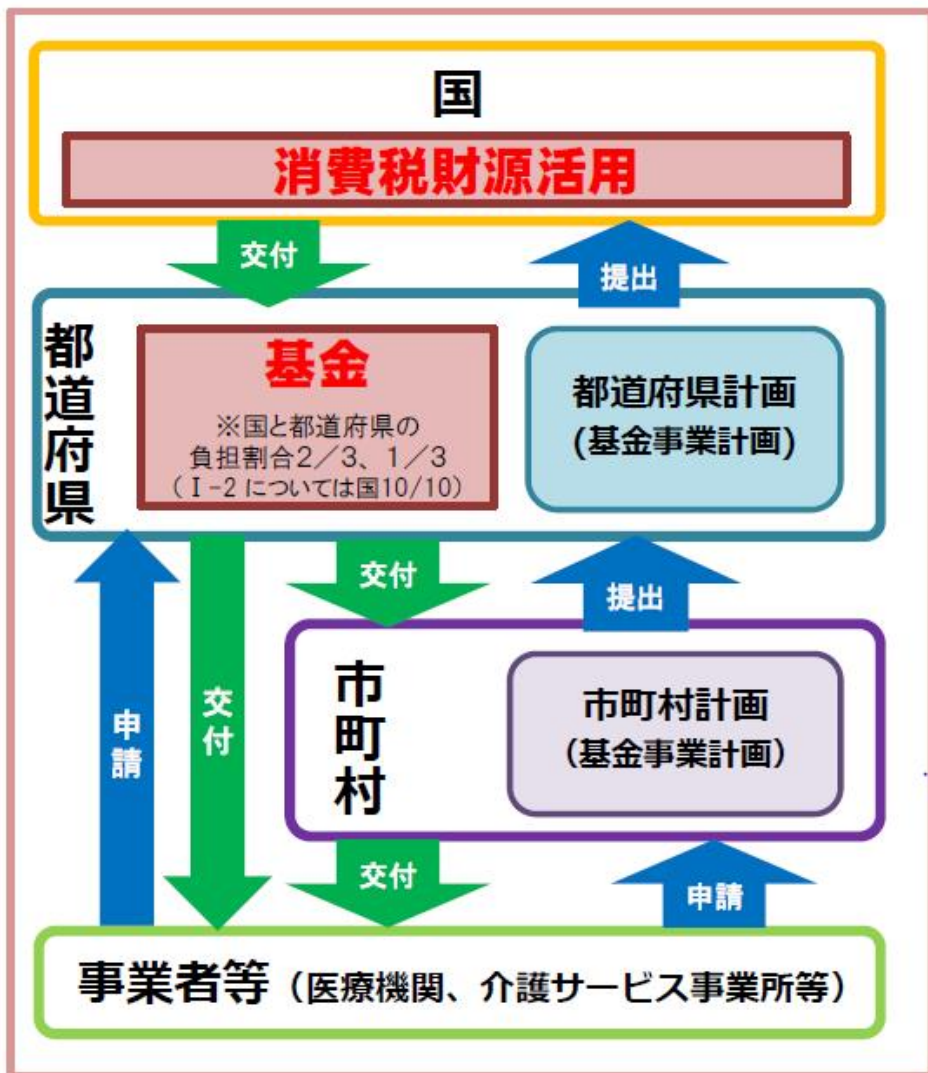 国
消費税財源活用
交付
提出
都道府県
基金
※国と都道府県の
負担割合2／3、1／3
（Ⅰ-2 については国10/10）
都道府県計画
(基金事業計画)
交付
提出
申請
交付
市町村
市町村計画
（基金事業計画）
交付
申請
事業者等（医療機関、介護サービス事業所等）